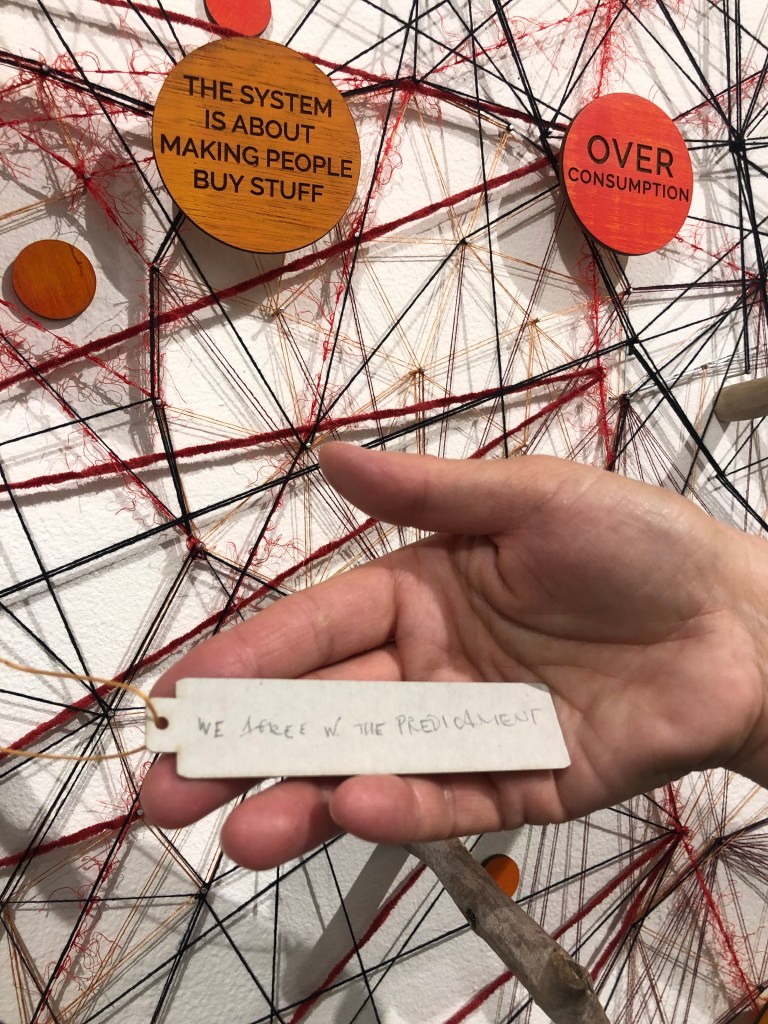 THE SYSTEM
IS ABOUT
MAKING PEOPLE
BUY STUFF
OVER
CONSUMPTION
WE AGREE W. THE PREDICAMENT